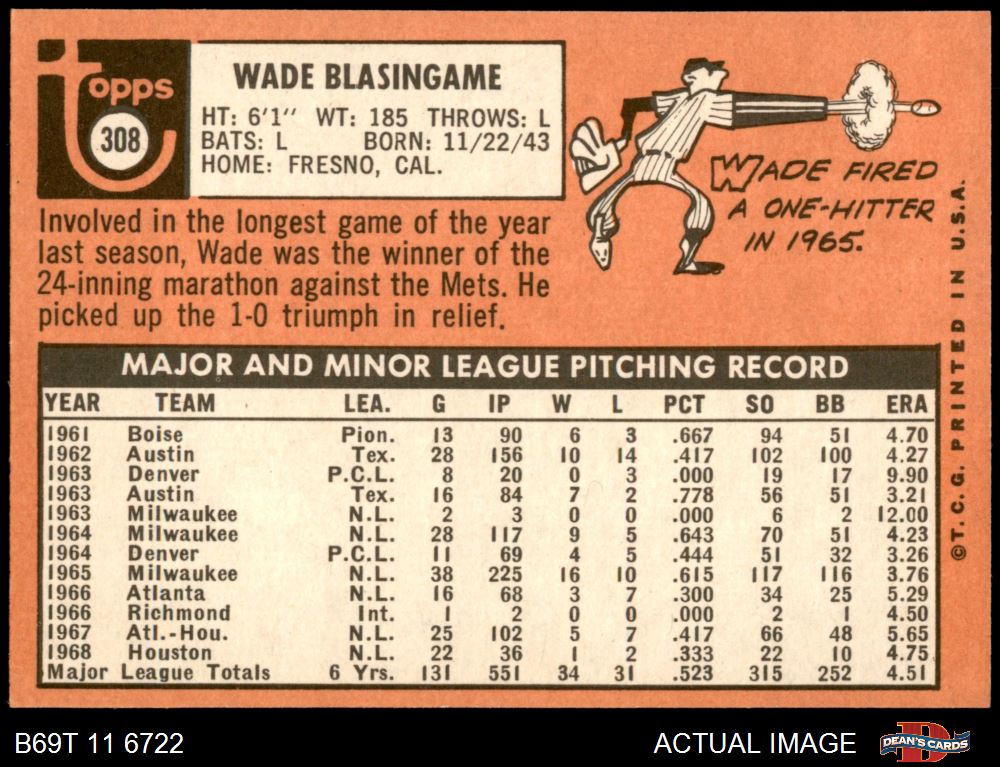 Topps
308
WADE BLASINGAME
HT: 6'1" WT: 185 THROWS: L
BATS: L BORN: 11/22/43
HOME: FRESNO, CAL.
WADE FIRED
A ONE-HITTER
IN 1965.
Involved in the longest game of the year
last season, Wade was the winner of the
24-inning marathon against the Mets. He
picked up the 1-0 triumph in relief.
MAJOR AND MINOR LEAGUE PITCHING RECORD
YEAR TEAM LEA. G IP W L PCT SO BB ERA
1961 Boise Pion. 13 90 6 3 .667 94 51 4.70
1962 Austin Tex. 28 156 10 14 .417 102 100 4.27
1963 Denver P.C.L. 8 20 0 3 .000 19 17 9.90
1963 Austin Tex. 16 84 7 2 .778 56 51 3.21
1963 Milwaukee N.L. 2 3 0 0 .000 6 2 12.00
1964 Milwaukee N.L. 28 117 9 5 .643 70 51 4.23
1964 Denver P.C.L. 11 69 4 5 .444 51 32 3.26
1965 Milwaukee N.L. 38 225 16 10 .615 117 116 3.76
1966 Atlanta N.L. 16 68 3 7 .300 34 25 5.29
1966 Richmond Int. 1 2 0 0 .000 2 1 4.50
1967 Atl.-Hou. N.L. 25 102 5 7 .417 66 48 5.65
1968 Houston N.L. 22 36 1 2 .333 22 10 4.75
Major League Totals 6 Yrs. 131 551 34 31 .523 315 252 4.51
©T. C. G. PRINTED IN U.S.A.
B69T 11 6722
ACTUAL IMAGE
D
DEAN'S CARDS